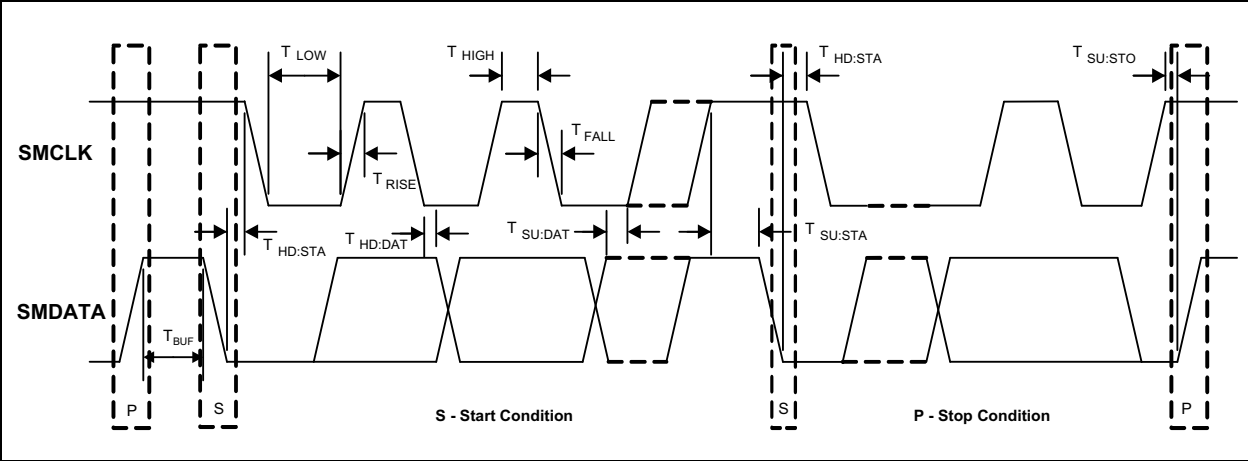 T LOW
T HIGH
T HD:STA
T SU:STO
SMCLK
T FALL
T RISE
T HD:STA
T HD:DAT
T SU:DAT
T SU:STA
SMDATA
T BUF
P
S
S - Start Condition
S
P - Stop Condition
P